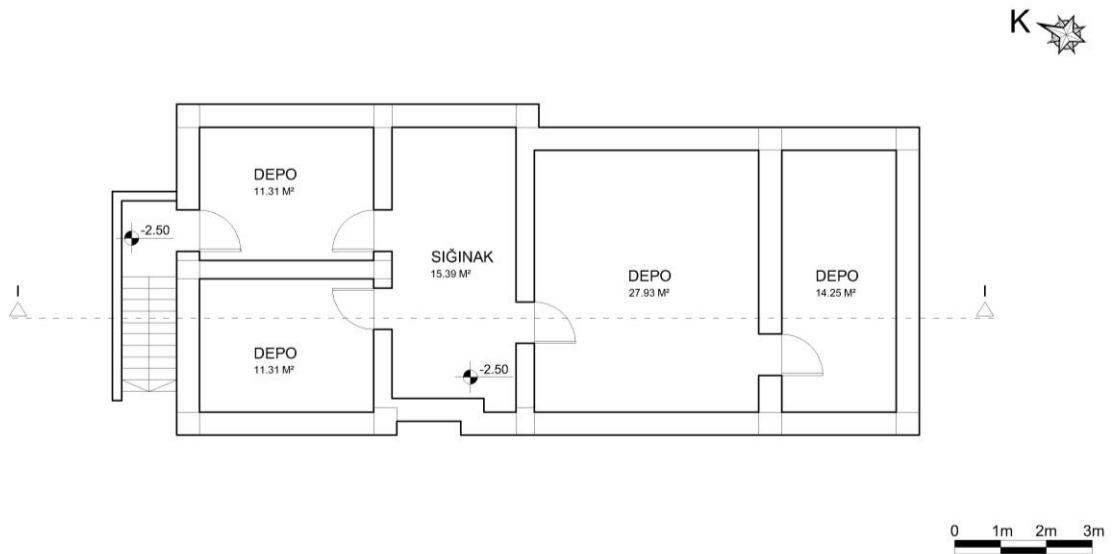 K
DEPO
11.31 M²
-2.50
SIĞINAK
15.39 M²
DEPO
27.93 M²
DEPO
14.25 M²
I
I
DEPO
11.31 M²
-2.50
0 1m 2m 3m